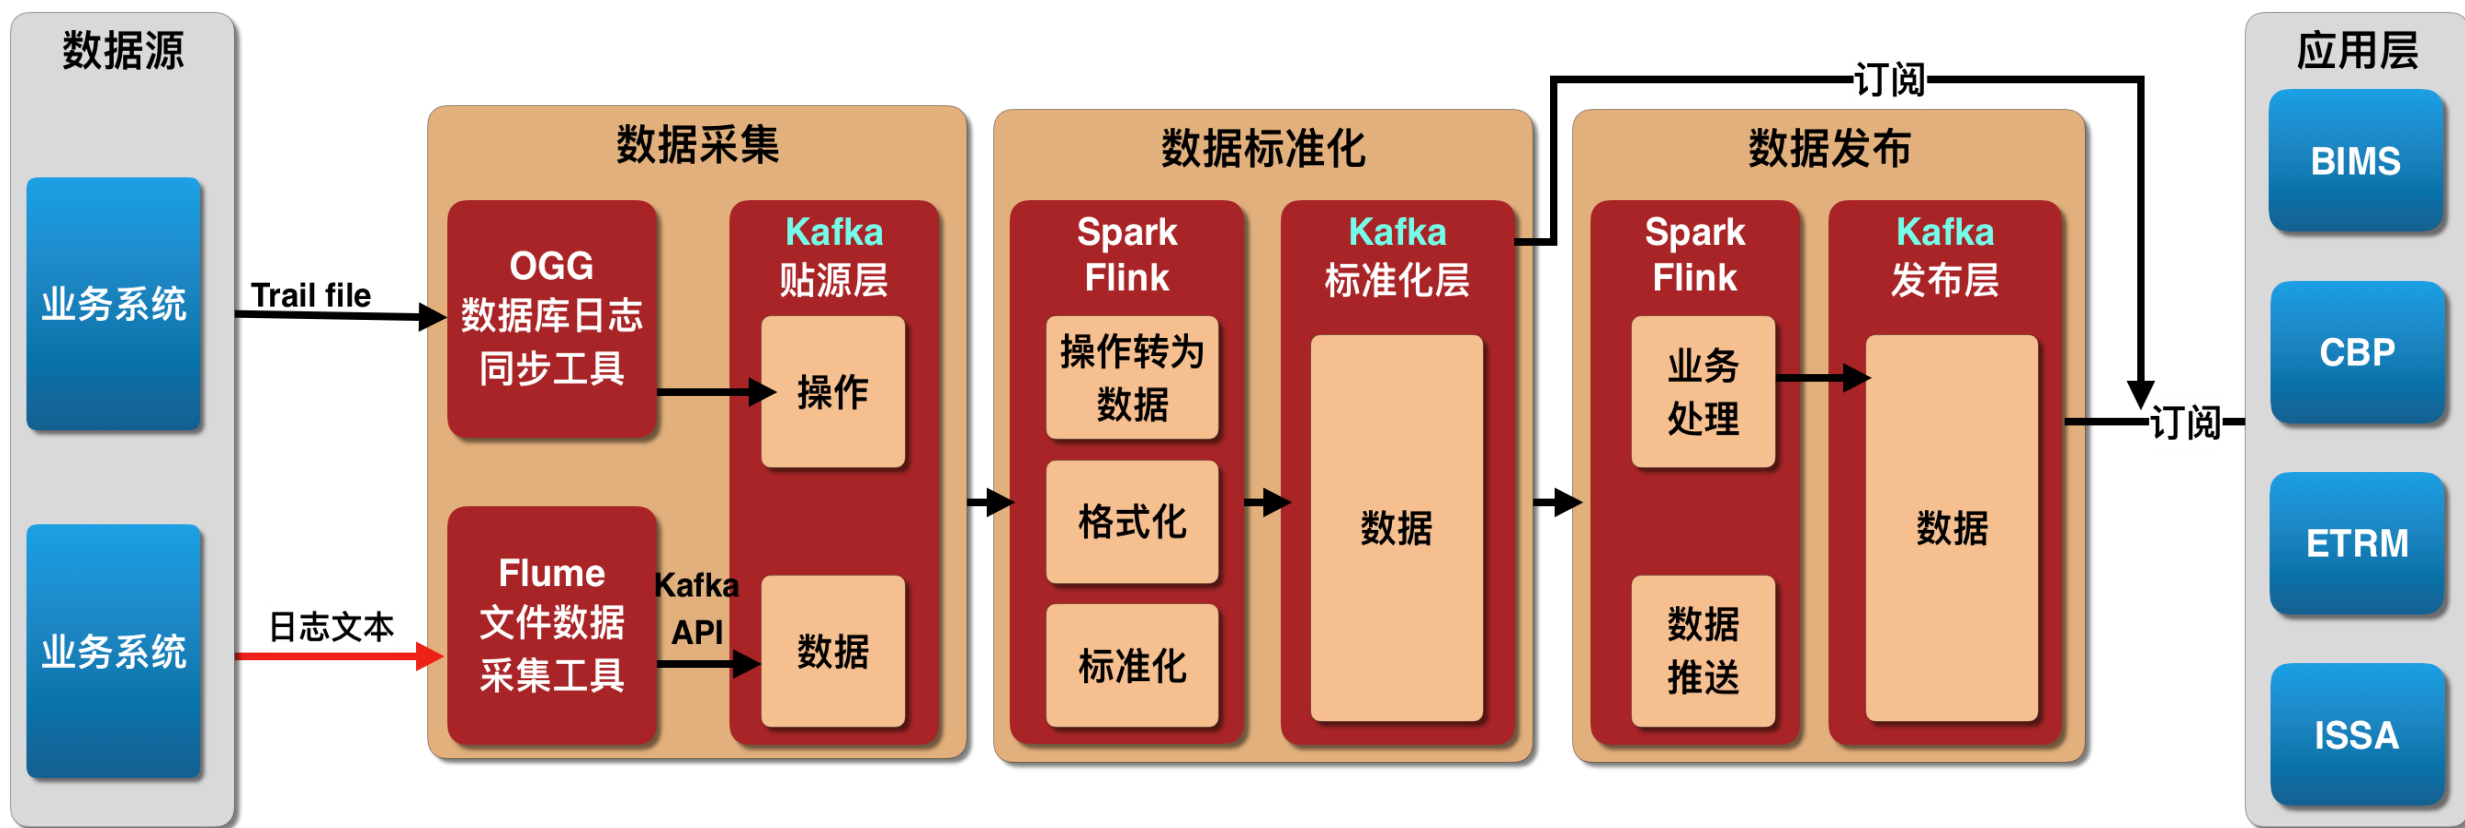 数据源
业务系统
业务系统
Trail file
日志文本
数据采集
OGG
数据库日志
同步工具
Flume
文件数据
采集工具
Kafka
API
Kafka
贴源层
操作
数据
数据标准化
Spark
Flink
操作转为
数据
格式化
标准化
Kafka
标准化层
数据
订阅
数据发布
Spark
Flink
业务
处理
数据
推送
Kafka
发布层
数据
订阅
应用层
BIMS
CBP
ETRM
ISSA